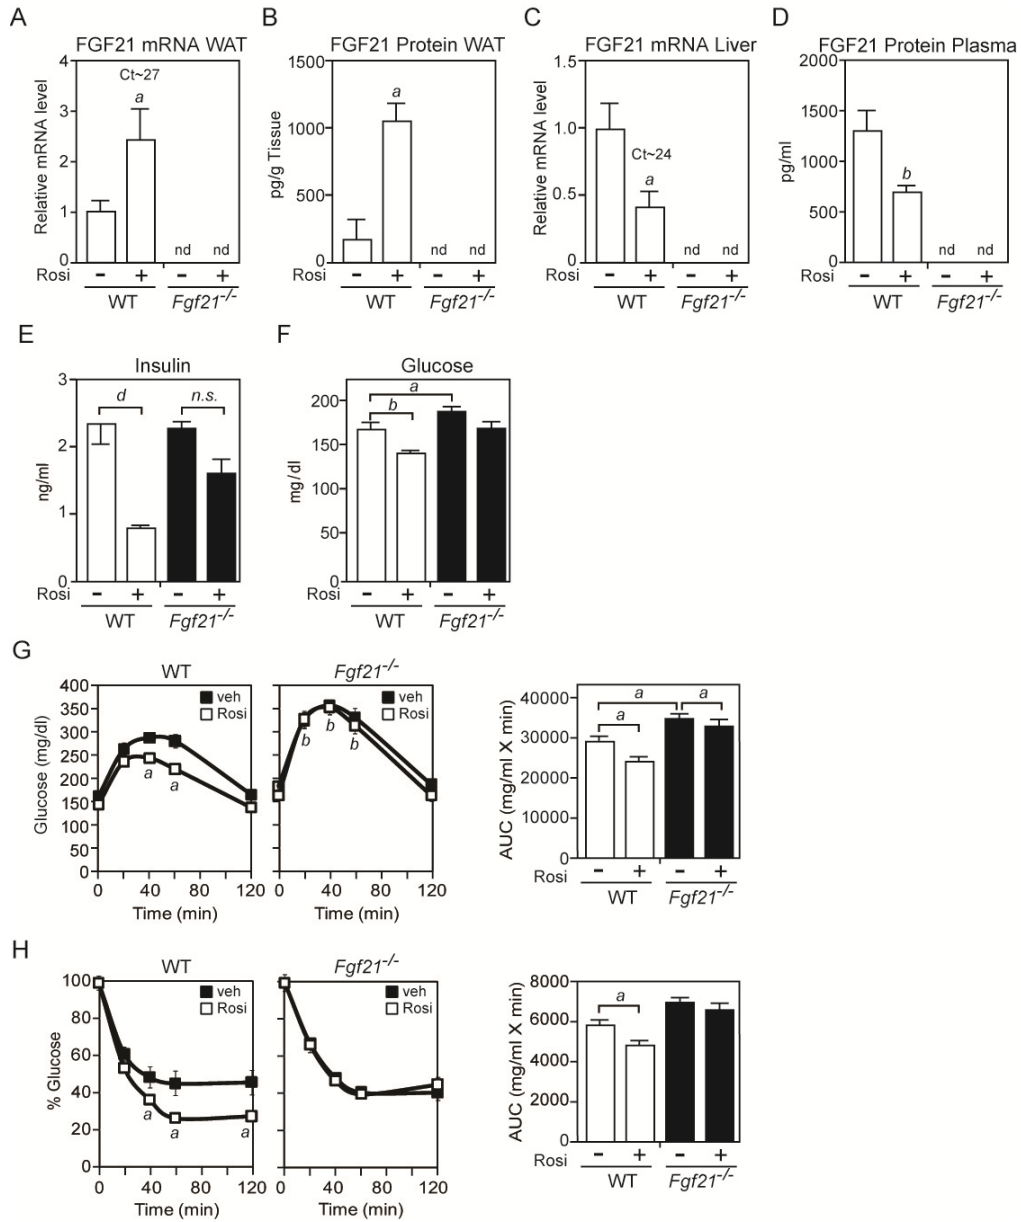 A
FGF21 mRNA WAT
Relative mRNA level
4
3
2
1
0
Ct~27
a
nd nd
Rosi - + - +
WT Fgf21-/-
B
FGF21 Protein WAT
pg/g Tissue
1500
1000
500
0
a
nd nd
- + - +
WT Fgf21-/-
C
FGF21 mRNA Liver
Relative mRNA level
1.5
1.0
0.5
0
Ct~24
a
nd nd
Rosi - + - +
WT Fgf21-/-
D
FGF21 Protein Plasma
pg/ml
2000
1500
1000
500
0
b
nd nd
Rosi - + - +
WT Fgf21-/-
E
Insulin
ng/ml
3
2
1
0
d n.s.
Rosi - + - +
WT Fgf21-/-
F
Glucose
mg/dl
200
150
100
50
0
a
b
Rosi - + - +
WT Fgf21-/-
G
WT
Glucose (mg/dl)
400
350
300
250
200
150
100
50
0
veh
Rosi
a
a
0 40 80 120
Time (min)
Fgf21-/-
veh
Rosi
b b b
0 40 80 120
Time (min)
AUC (mg/ml X min)
40000
30000
20000
10000
0
a a
a
Rosi - + - +
WT Fgf21-/-
H
WT
% Glucose
100
80
60
40
20
0
veh
Rosi
a
a a
0 40 80 120
Time (min)
Fgf21-/-
veh
Rosi
0 40 80 120
Time (min)
AUC (mg/ml X min)
8000
6000
4000
2000
0
a
Rosi - + - +
WT Fgf21-/-